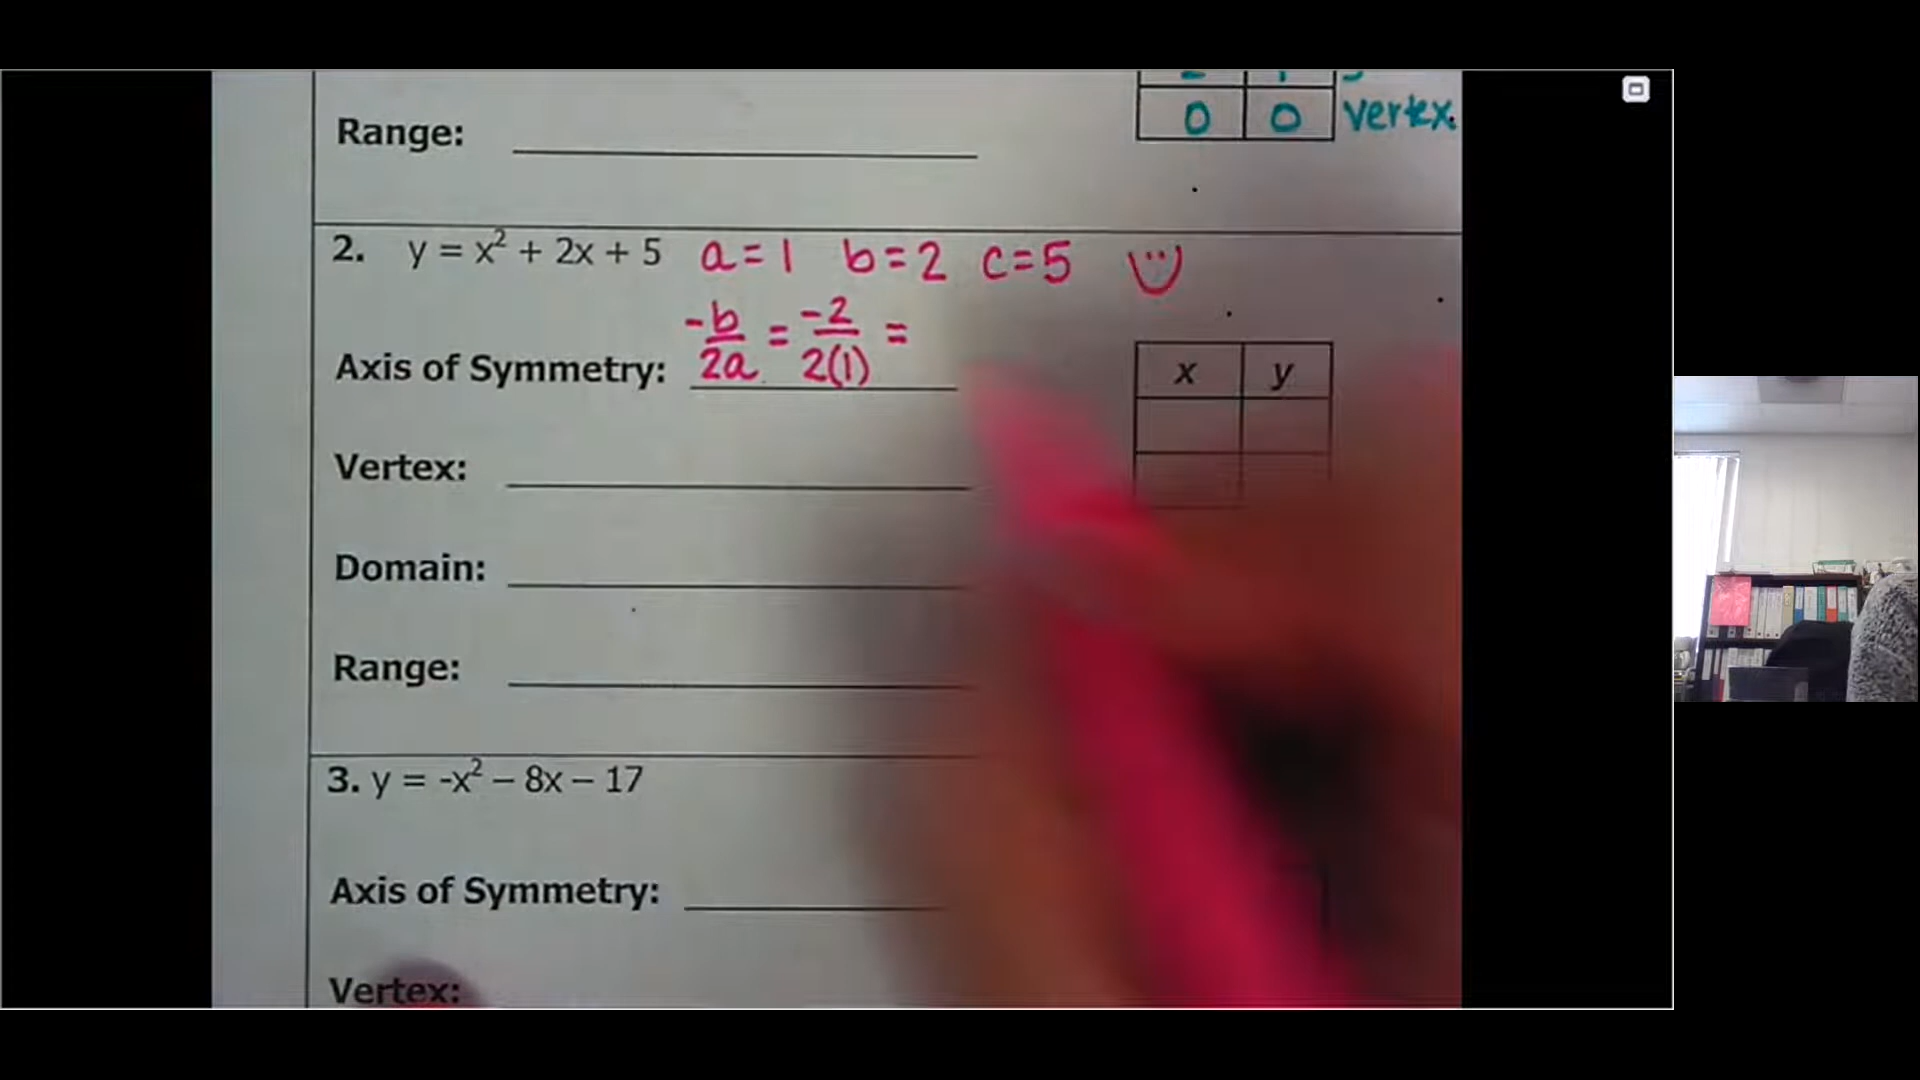 0 0 vertex.
Range:
2. y = x² + 2x + 5 a = 1 b = 2 c = 5
Axis of Symmetry: -b/2a = -2/2(1) =
x y
Vertex:
Domain:
Range:
3. y = -x² – 8x – 17
Axis of Symmetry:
Vertex: